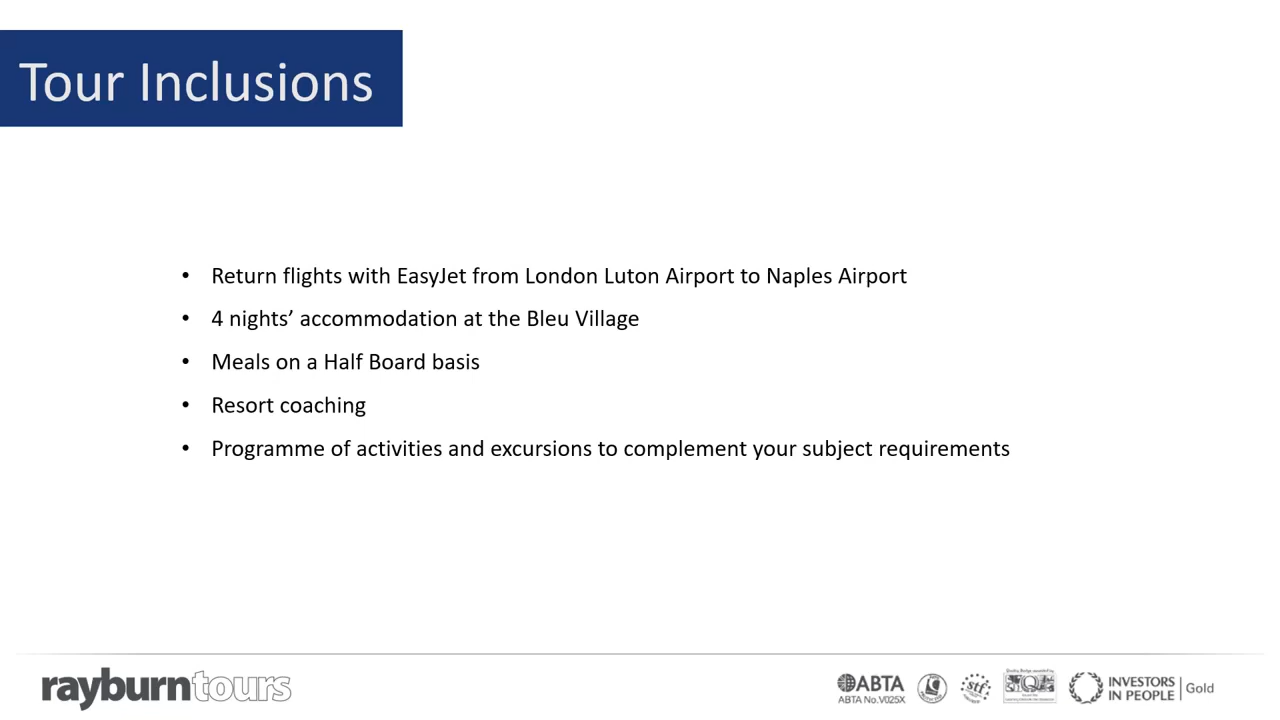 Tour Inclusions
• Return flights with EasyJet from London Luton Airport to Naples Airport
• 4 nights’ accommodation at the Bleu Village
• Meals on a Half Board basis
• Resort coaching
• Programme of activities and excursions to complement your subject requirements
rayburntours
ABTA
ABTA No.V025X
stf
INVESTORS
IN PEOPLE
Gold